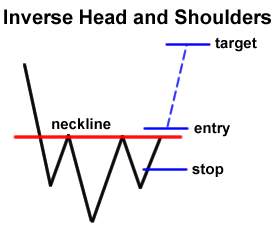 Inverse Head and Shoulders
target
neckline
entry
stop